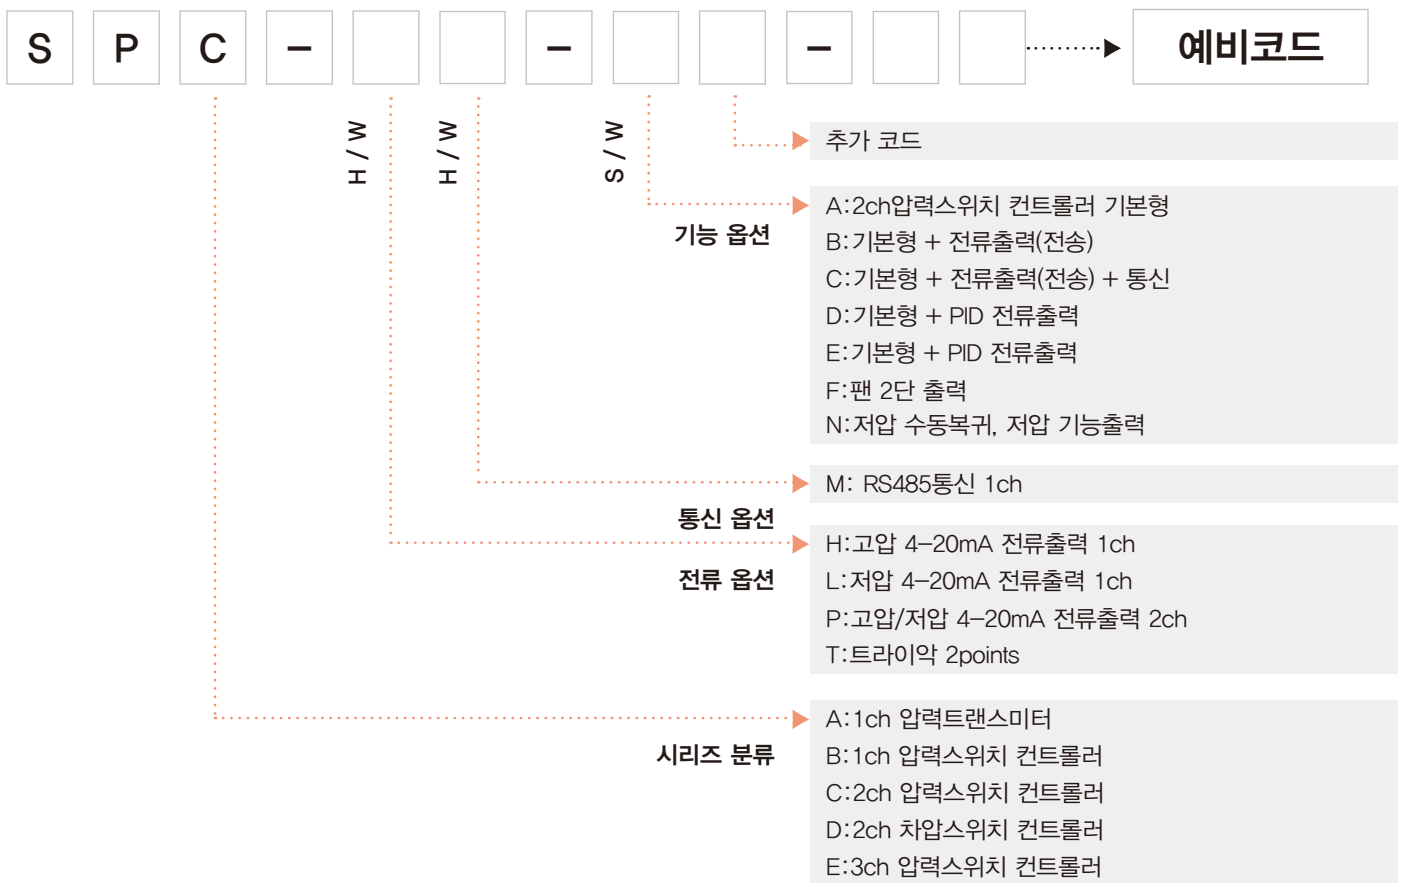 S P C - - - 예비코드
H/W H/W S/W
추가 코드
기능 옵션
A:2ch압력스위치 컨트롤러 기본형
B:기본형 + 전류출력(전송)
C:기본형 + 전류출력(전송) + 통신
D:기본형 + PID 전류출력
E:기본형 + PID 전류출력
F:팬 2단 출력
N:저압 수동복귀, 저압 기능출력
통신 옵션
M: RS485통신 1ch
전류 옵션
H:고압 4-20mA 전류출력 1ch
L:저압 4-20mA 전류출력 1ch
P:고압/저압 4-20mA 전류출력 2ch
T:트라이악 2points
시리즈 분류
A:1ch 압력트랜스미터
B:1ch 압력스위치 컨트롤러
C:2ch 압력스위치 컨트롤러
D:2ch 차압스위치 컨트롤러
E:3ch 압력스위치 컨트롤러